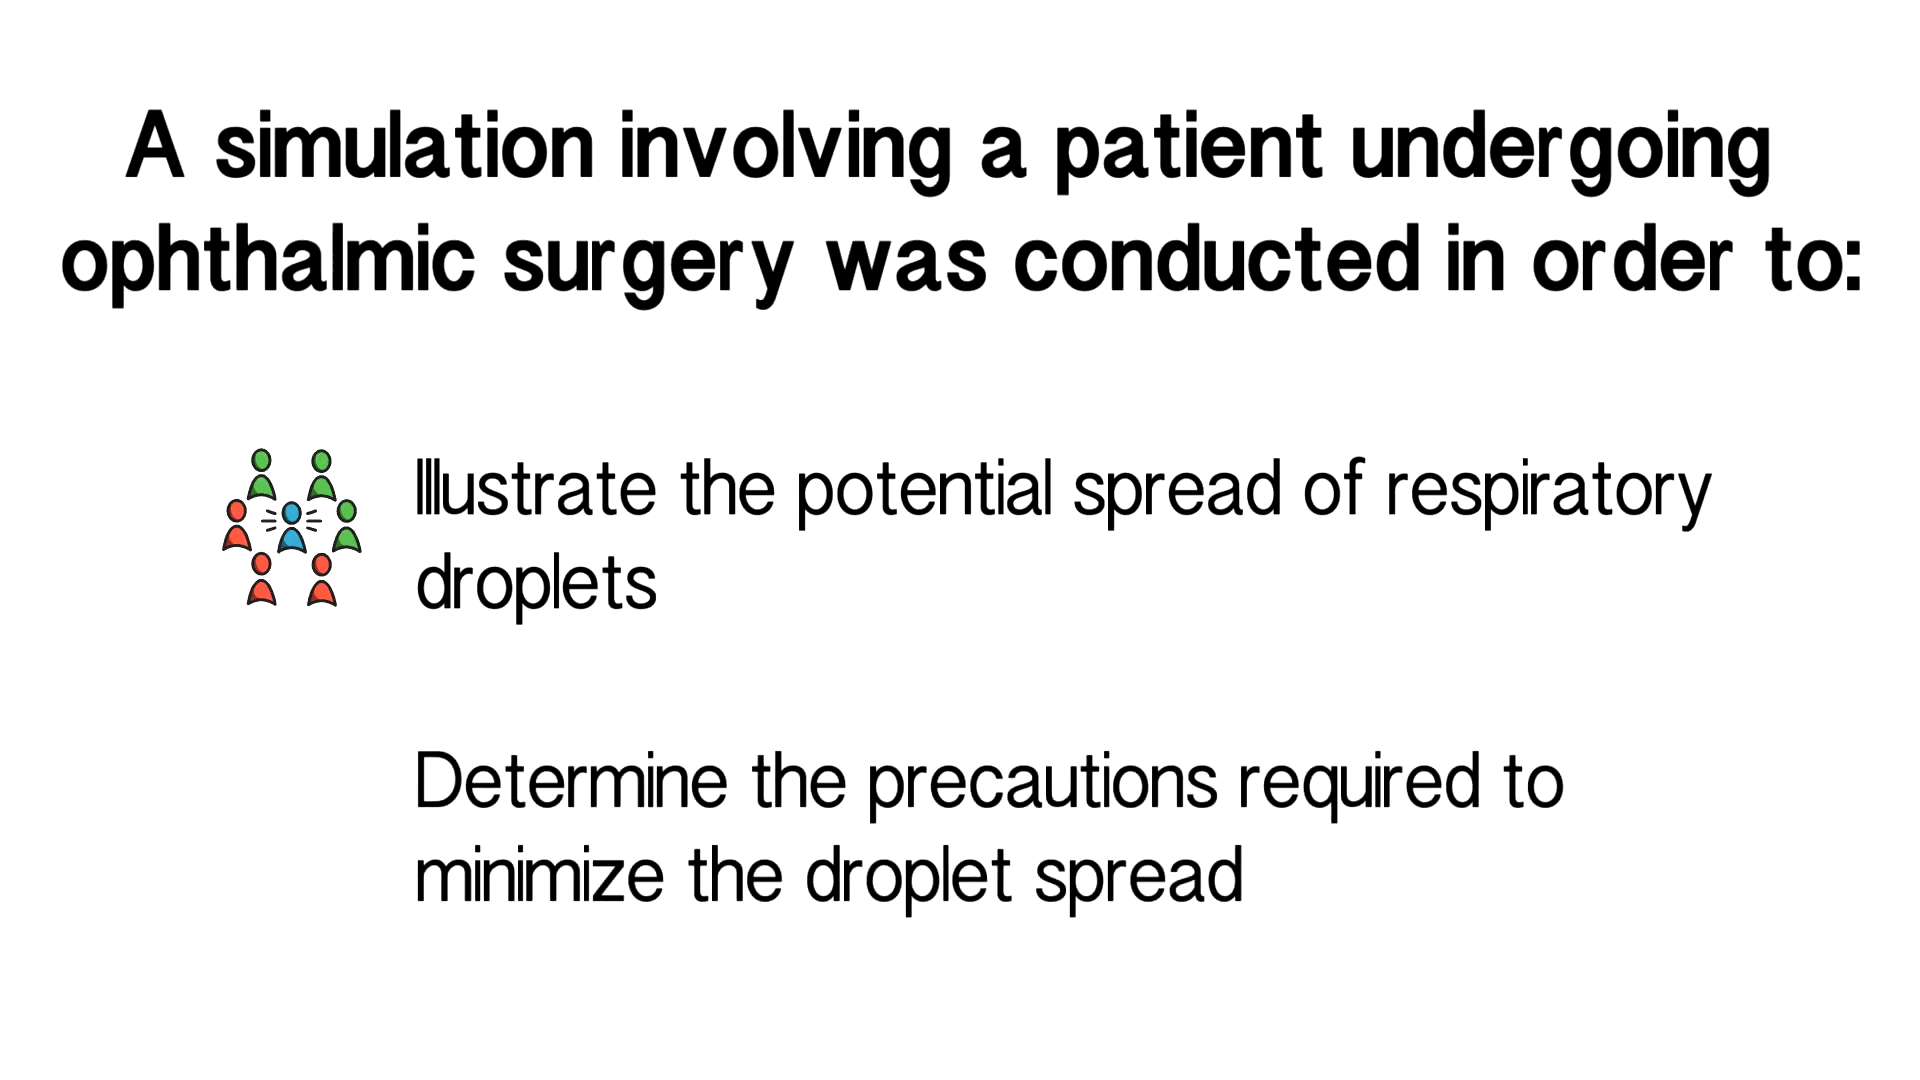 A simulation involving a patient undergoing
ophthalmic surgery was conducted in order to:
Illustrate the potential spread of respiratory
droplets
Determine the precautions required to
minimize the droplet spread